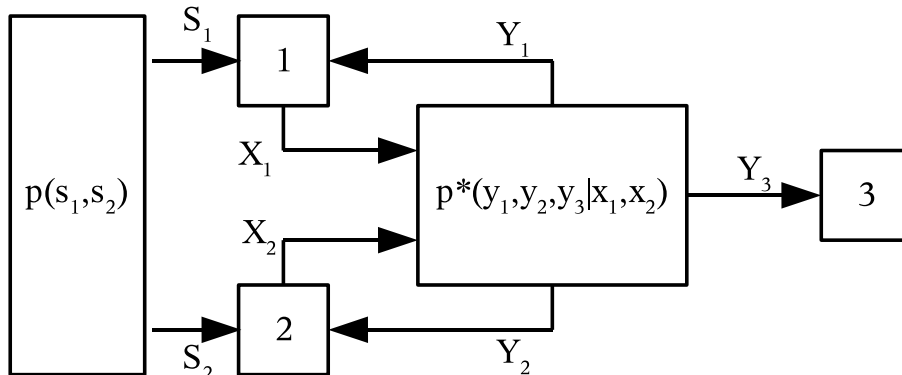 S₁
1
Y₁
X₁
p(s₁,s₂)
p*(y₁,y₂,y₃|x₁,x₂)
Y₃
3
X₂
2
S₂
Y₂